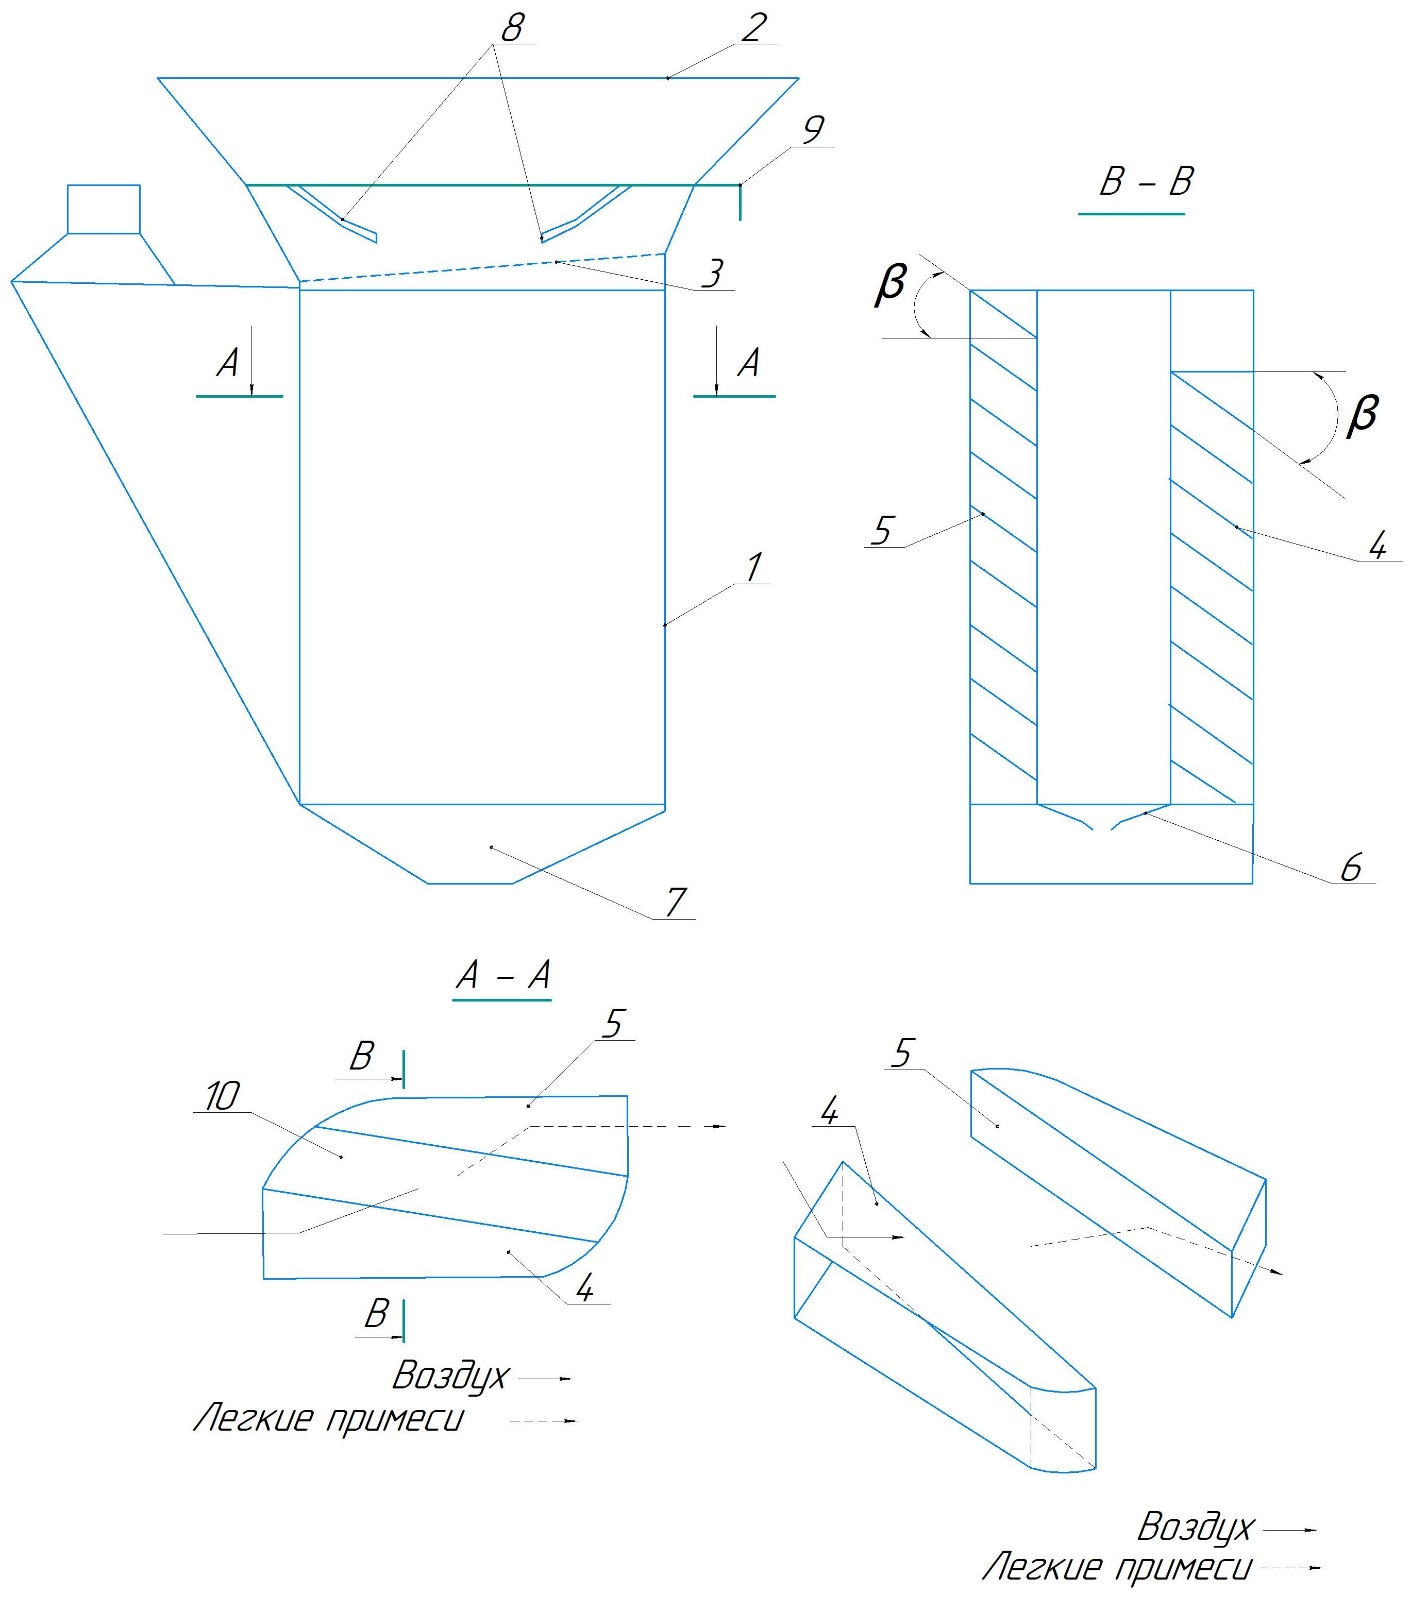 8
2
9
B – B
β
3
A
A
β
5
4
1
6
7
A – A
5
B
10
5
4
4
B
Воздух
Легкие примеси
Воздух
Легкие примеси